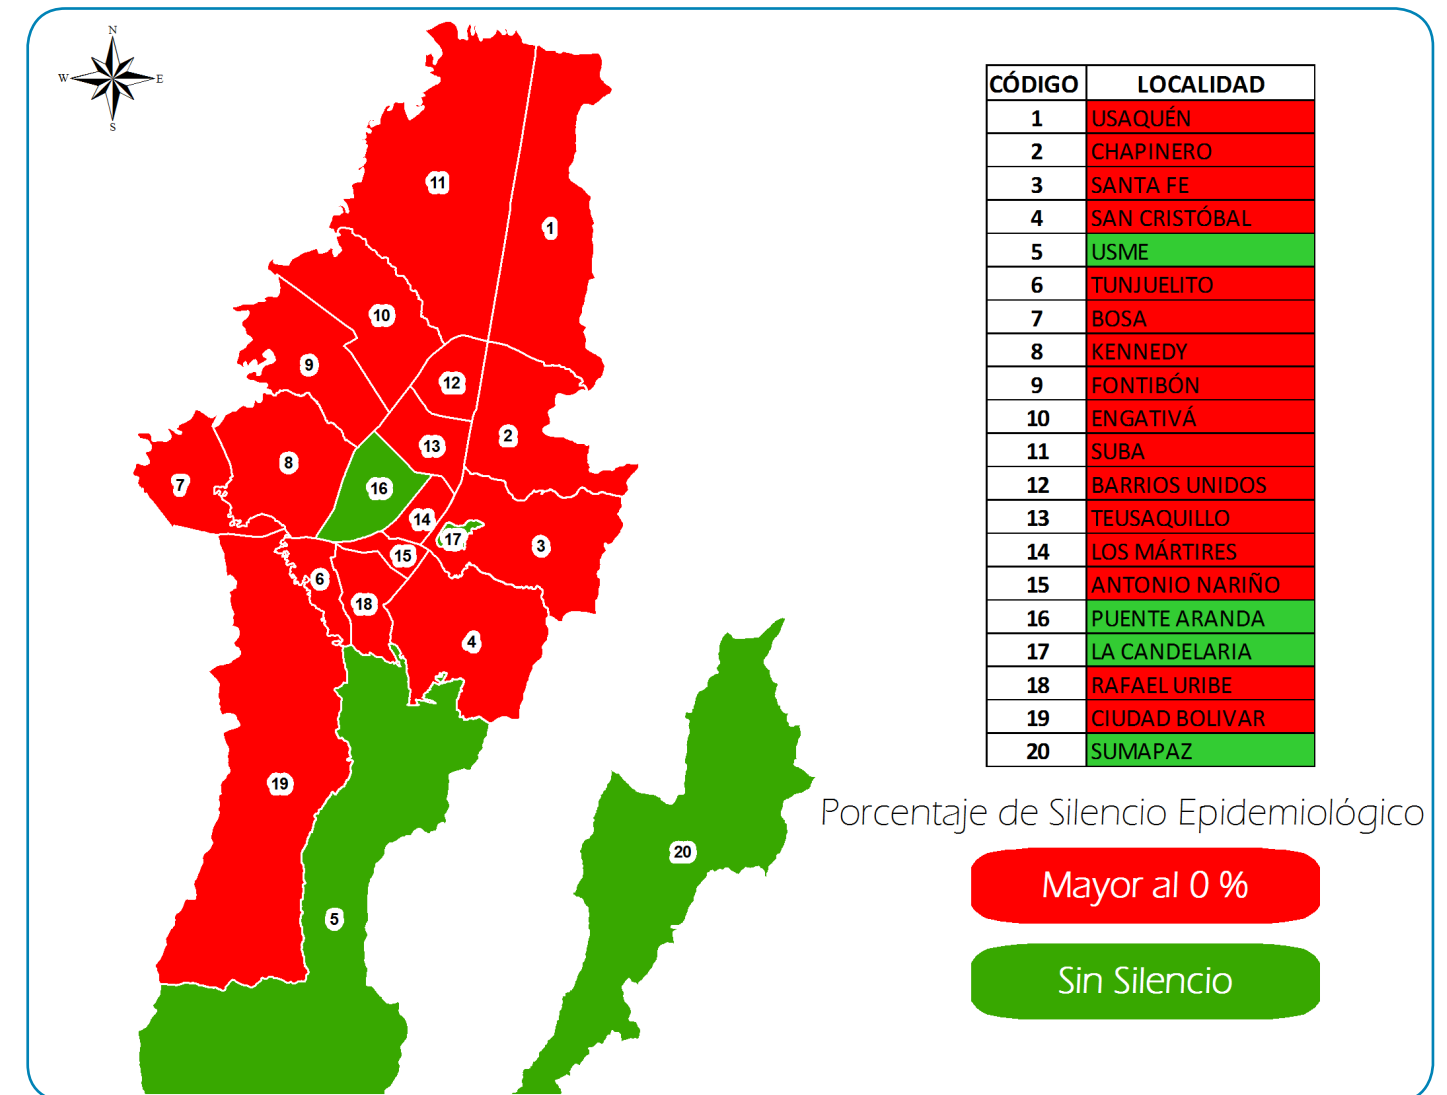 N
W E
S
11
1
10
9
12
13
2
8
7
16
14
17
3
15
6
18
4
19
20
5
CÓDIGO LOCALIDAD
1 USAQUÉN
2 CHAPINERO
3 SANTA FE
4 SAN CRISTÓBAL
5 USME
6 TUNJUELITO
7 BOSA
8 KENNEDY
9 FONTIBÓN
10 ENGATIVÁ
11 SUBA
12 BARRIOS UNIDOS
13 TEUSAQUILLO
14 LOS MÁRTIRES
15 ANTONIO NARIÑO
16 PUENTE ARANDA
17 LA CANDELARIA
18 RAFAEL URIBE
19 CIUDAD BOLIVAR
20 SUMAPAZ
Porcentaje de Silencio Epidemiológico
Mayor al 0 %
Sin Silencio